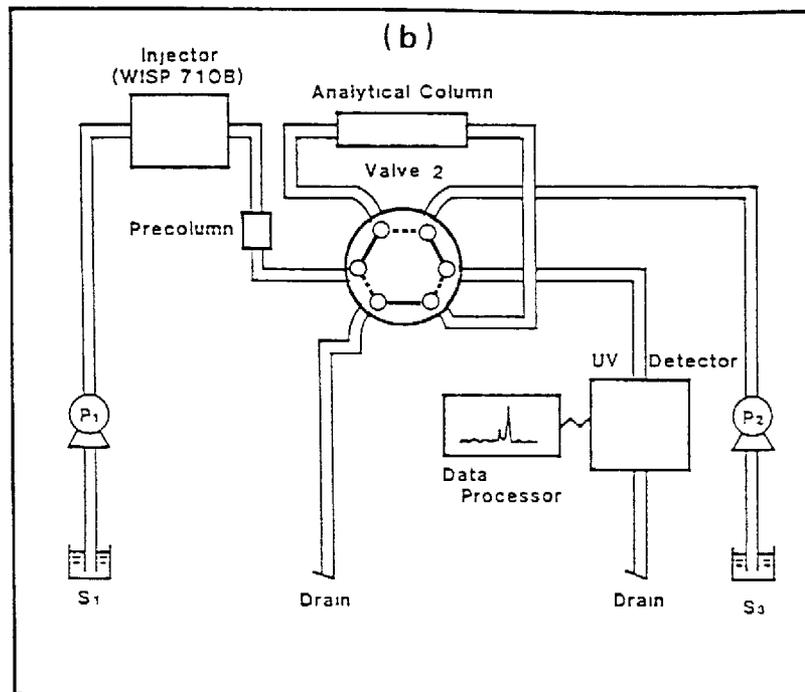 (b)
Injector
(WISP 710B)
Analytical Column
Valve 2
Precolumn
UV Detector
P1
P2
Data
Processor
S1
Drain
Drain
S3